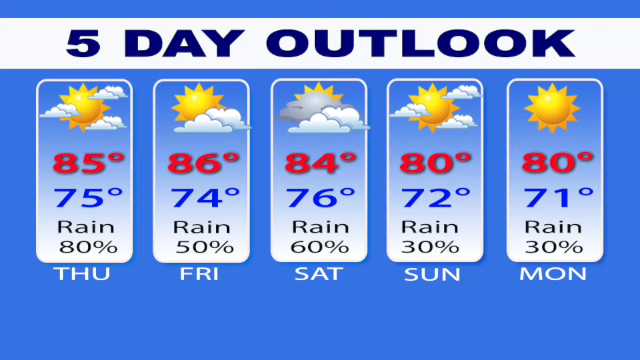 5 DAY OUTLOOK
85°
75°
Rain
80%
THU
86°
74°
Rain
50%
FRI
84°
76°
Rain
60%
SAT
80°
72°
Rain
30%
SUN
80°
71°
Rain
30%
MON